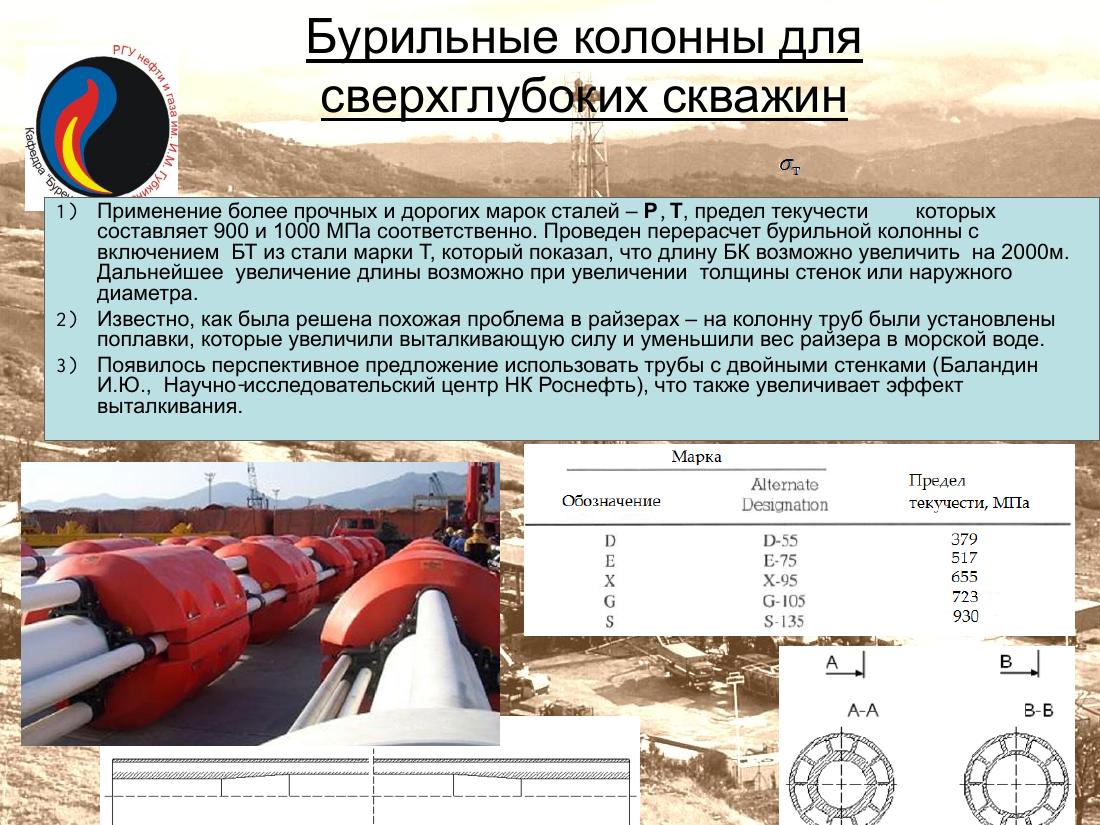 Бурильные колонны для
сверхглубоких скважин
РГУ нефти и газа им. И.М. Губкина
Кафедра "Бурен
σт
1) Применение более прочных и дорогих марок сталей – Р , Т, предел текучести которых
составляет 900 и 1000 МПа соответственно. Проведен перерасчет бурильной колонны с
включением БТ из стали марки Т, который показал, что длину БК возможно увеличить на 2000м.
Дальнейшее увеличение длины возможно при увеличении толщины стенок или наружного
диаметра.
2) Известно, как была решена похожая проблема в райзерах – на колонну труб были установлены
поплавки, которые увеличили выталкивающую силу и уменьшили вес райзера в морской воде.
3) Появилось перспективное предложение использовать трубы с двойными стенками (Баландин
И.Ю., Научно-исследовательский центр НК Роснефть), что также увеличивает эффект
выталкивания.
Марка
Обозначение Alternate Designation Предел текучести, МПа
D D-55 379
E E-75 517
X X-95 655
G G-105 723
S S-135 930
A B
A-A B-B